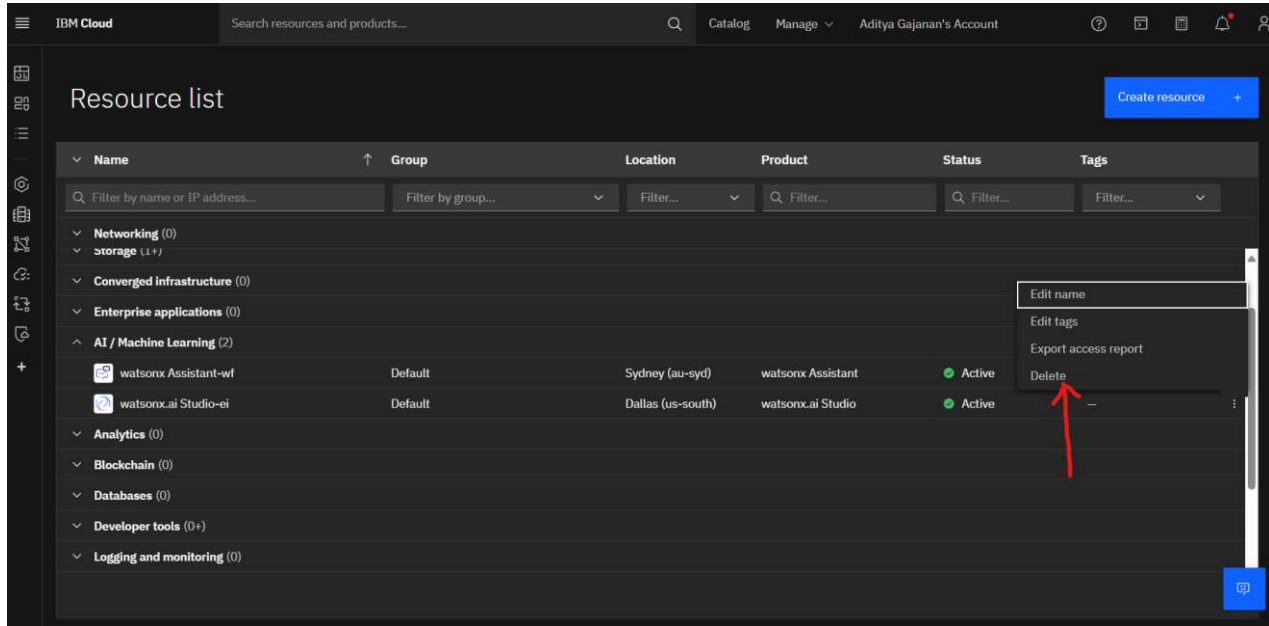 IBM Cloud Search resources and products... Catalog Manage Aditya Gajanan's Account
Resource list
Create resource +
Name Group Location Product Status Tags
Filter by name or IP address... Filter by group... Filter... Filter... Filter... Filter...
Networking (0)
Storage (1+)
Converged infrastructure (0)
Edit name
Enterprise applications (0)
Edit tags
AI / Machine Learning (2)
Export access report
watsonx Assistant-wf Default Sydney (au-syd) watsonx Assistant Active Delete
watsonx.ai Studio-ei Default Dallas (us-south) watsonx.ai Studio Active –
Analytics (0)
Blockchain (0)
Databases (0)
Developer tools (0+)
Logging and monitoring (0)